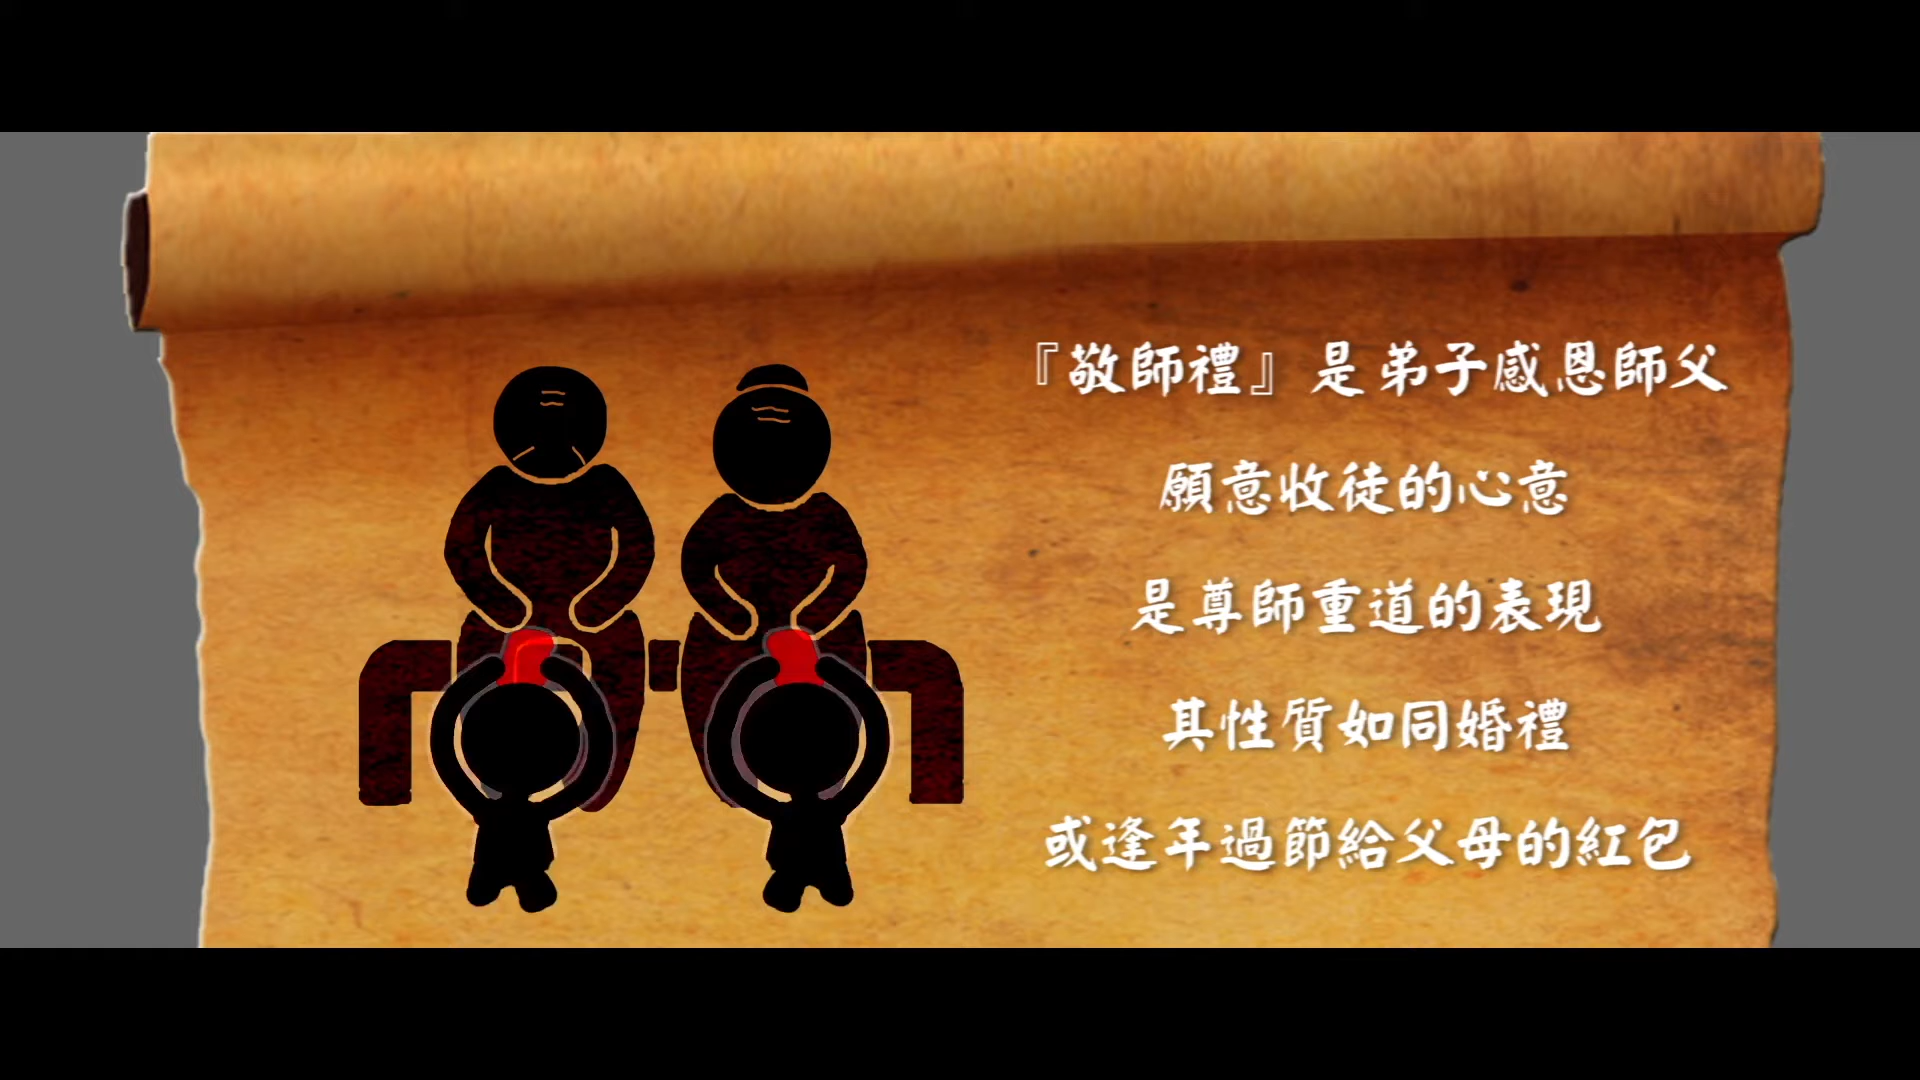 『敬師禮』是弟子感恩師父
願意收徒的心意
是尊師重道的表現
其性質如同婚禮
或逢年過節給父母的紅包